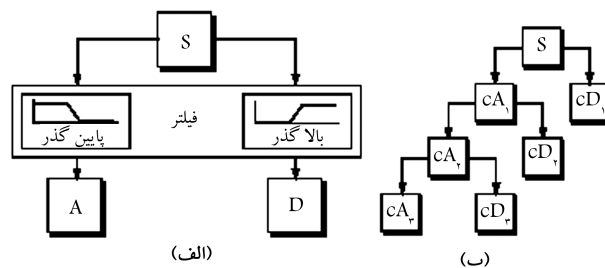 S
فیلتر
پایین گذر
بالا گذر
A
D
(الف)
S
cA۱
cD۱
cA۲
cD۲
cA۳
cD۳
(ب)